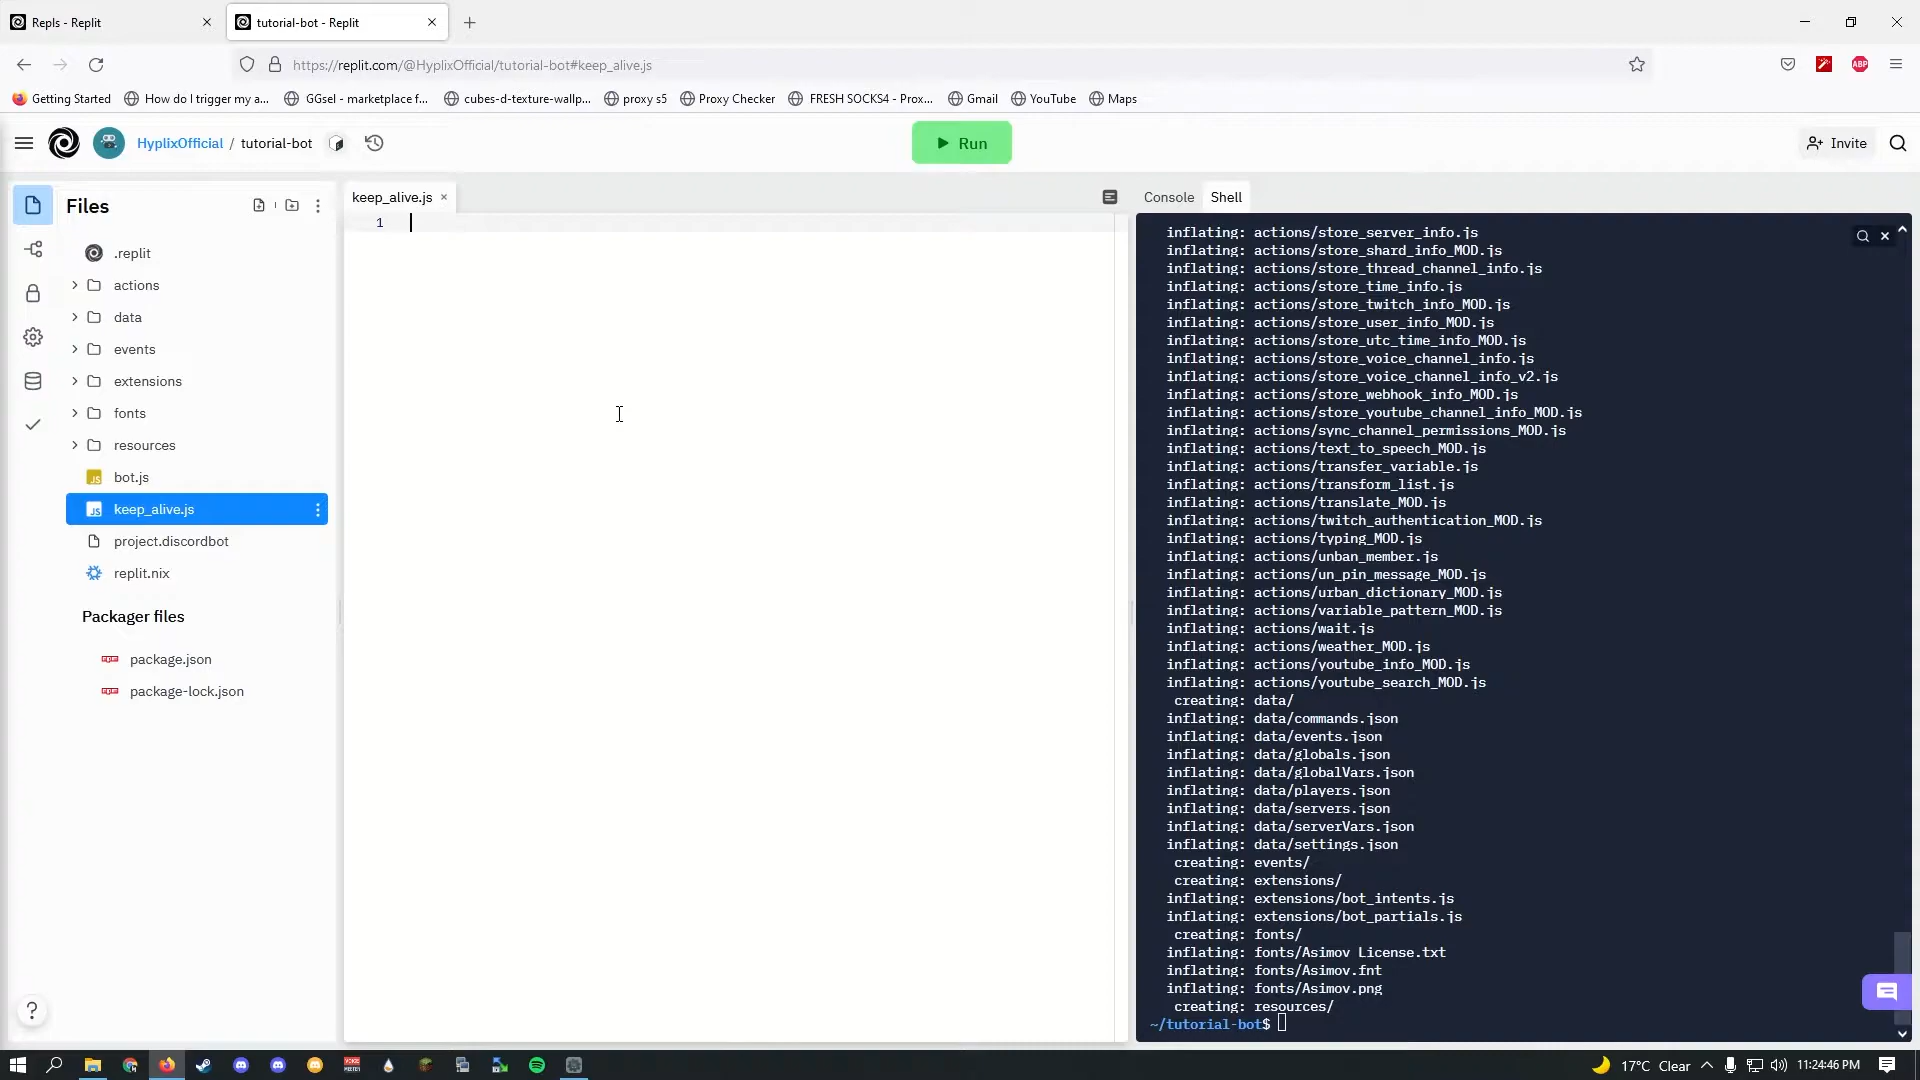 Repls - Replit
tutorial-bot - Replit
https://replit.com/@HyplixOfficial/tutorial-bot#keep_alive.js
ABP
Getting Started
How do I trigger my a...
GGsel - marketplace f...
cubes-d-texture-wallp...
proxy s5
Proxy Checker
FRESH SOCKS4 - Prox...
Gmail
YouTube
Maps
HyplixOfficial / tutorial-bot
Run
Invite
Files
.replit
actions
data
events
extensions
fonts
resources
JS bot.js
JS keep_alive.js
project.discordbot
replit.nix
Packager files
package.json
package-lock.json
?
keep_alive.js
1
Console
Shell
inflating: actions/store_server_info.js
inflating: actions/store_shard_info_MOD.js
inflating: actions/store_thread_channel_info.js
inflating: actions/store_time_info.js
inflating: actions/store_twitch_info_MOD.js
inflating: actions/store_user_info_MOD.js
inflating: actions/store_utc_time_info_MOD.js
inflating: actions/store_voice_channel_info.js
inflating: actions/store_voice_channel_info_v2.js
inflating: actions/store_webhook_info_MOD.js
inflating: actions/store_youtube_channel_info_MOD.js
inflating: actions/sync_channel_permissions_MOD.js
inflating: actions/text_to_speech_MOD.js
inflating: actions/transfer_variable.js
inflating: actions/transform_list.js
inflating: actions/translate_MOD.js
inflating: actions/twitch_authentication_MOD.js
inflating: actions/typing_MOD.js
inflating: actions/unban_member.js
inflating: actions/un_pin_message_MOD.js
inflating: actions/urban_dictionary_MOD.js
inflating: actions/variable_pattern_MOD.js
inflating: actions/wait.js
inflating: actions/weather_MOD.js
inflating: actions/youtube_info_MOD.js
inflating: actions/youtube_search_MOD.js
creating: data/
inflating: data/commands.json
inflating: data/events.json
inflating: data/globals.json
inflating: data/globalVars.json
inflating: data/players.json
inflating: data/servers.json
inflating: data/serverVars.json
inflating: data/settings.json
creating: events/
creating: extensions/
inflating: extensions/bot_intents.js
inflating: extensions/bot_partials.js
creating: fonts/
inflating: fonts/Asimov License.txt
inflating: fonts/Asimov.fnt
inflating: fonts/Asimov.png
creating: resources/
~/tutorial-bot$
17°C Clear
11:24:46 PM